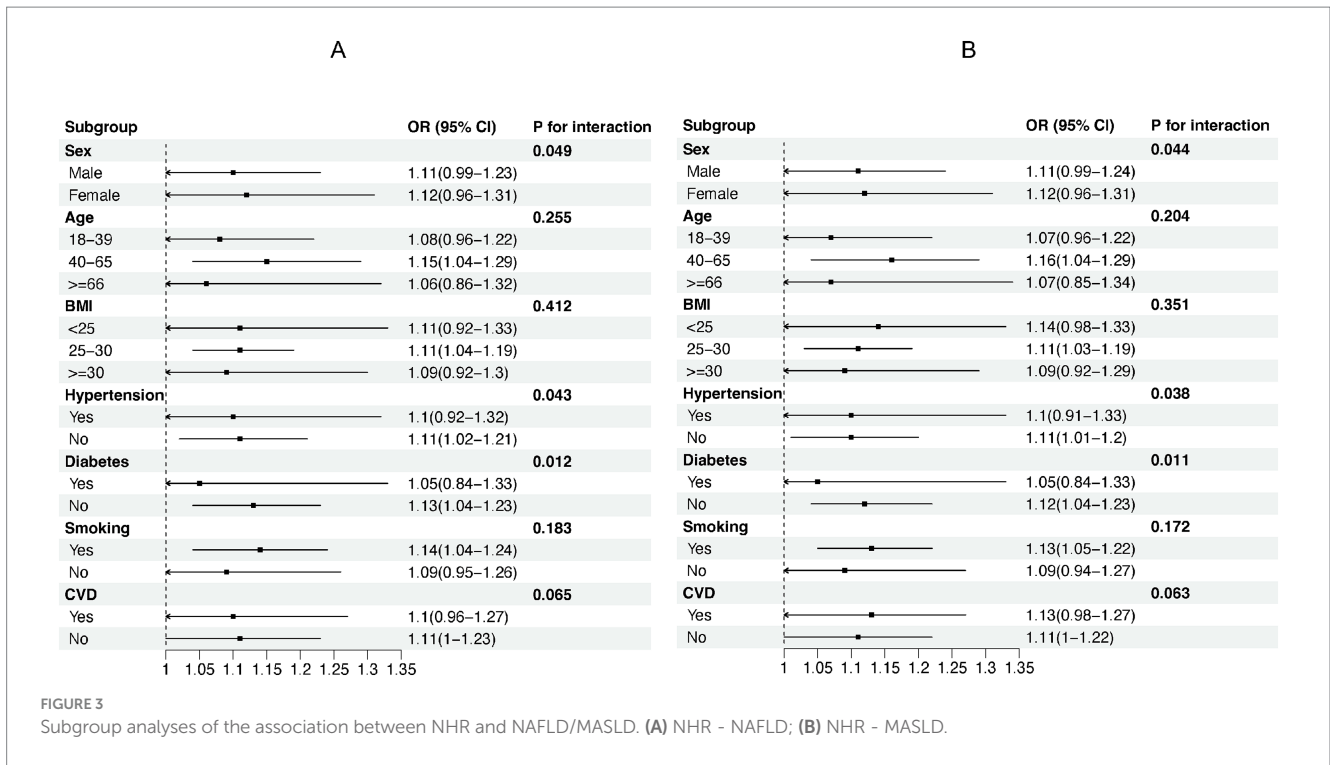 A
Subgroup OR (95% CI) P for interaction
Sex 0.049
Male 1.11(0.99−1.23)
Female 1.12(0.96−1.31)
Age 0.255
18−39 1.08(0.96−1.22)
40−65 1.15(1.04−1.29)
>=66 1.06(0.86−1.32)
BMI 0.412
<25 1.11(0.92−1.33)
25−30 1.11(1.04−1.19)
>=30 1.09(0.92−1.3)
Hypertension 0.043
Yes 1.1(0.92−1.32)
No 1.11(1.02−1.21)
Diabetes 0.012
Yes 1.05(0.84−1.33)
No 1.13(1.04−1.23)
Smoking 0.183
Yes 1.14(1.04−1.24)
No 1.09(0.95−1.26)
CVD 0.065
Yes 1.1(0.96−1.27)
No 1.11(1−1.23)
1 1.05 1.1 1.15 1.2 1.25 1.3 1.35
B
Subgroup OR (95% CI) P for interaction
Sex 0.044
Male 1.11(0.99−1.24)
Female 1.12(0.96−1.31)
Age 0.204
18−39 1.07(0.96−1.22)
40−65 1.16(1.04−1.29)
>=66 1.07(0.85−1.34)
BMI 0.351
<25 1.14(0.98−1.33)
25−30 1.11(1.03−1.19)
>=30 1.09(0.92−1.29)
Hypertension 0.038
Yes 1.1(0.91−1.33)
No 1.11(1.01−1.2)
Diabetes 0.011
Yes 1.05(0.84−1.33)
No 1.12(1.04−1.23)
Smoking 0.172
Yes 1.13(1.05−1.22)
No 1.09(0.94−1.27)
CVD 0.063
Yes 1.13(0.98−1.27)
No 1.11(1−1.22)
1 1.05 1.1 1.15 1.2 1.25 1.3 1.35
FIGURE 3
Subgroup analyses of the association between NHR and NAFLD/MASLD. (A) NHR - NAFLD; (B) NHR - MASLD.